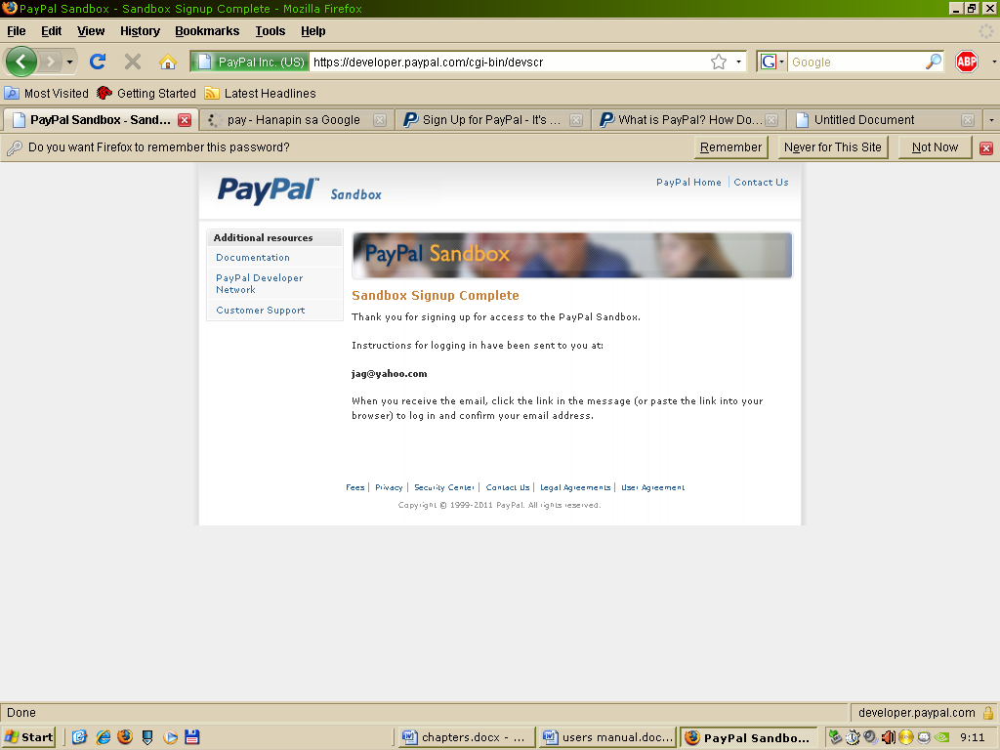 PayPal Sandbox - Sandbox Signup Complete - Mozilla Firefox
File Edit View History Bookmarks Tools Help
PayPal Inc. (US) https://developer.paypal.com/cgi-bin/devscr G Google ABP
Most Visited Getting Started Latest Headlines
PayPal Sandbox - Sand... pay - Hanapin sa Google Sign Up for PayPal - It's ... What is PayPal? How Do... Untitled Document
Do you want Firefox to remember this password? Remember Never for This Site Not Now
PayPal™ Sandbox
PayPal Home Contact Us
Additional resources
Documentation
PayPal Developer
Network
Customer Support
PayPal Sandbox
Sandbox Signup Complete
Thank you for signing up for access to the PayPal Sandbox.
Instructions for logging in have been sent to you at:
jag@yahoo.com
When you receive the email, click the link in the message (or paste the link into your
browser) to log in and confirm your email address.
Fees Privacy Security Center Contact Us Legal Agreements User Agreement
Copyright © 1999-2011 PayPal. All rights reserved.
Done developer.paypal.com
Start chapters.docx - ... users manual.doc... PayPal Sandbo... 9:11